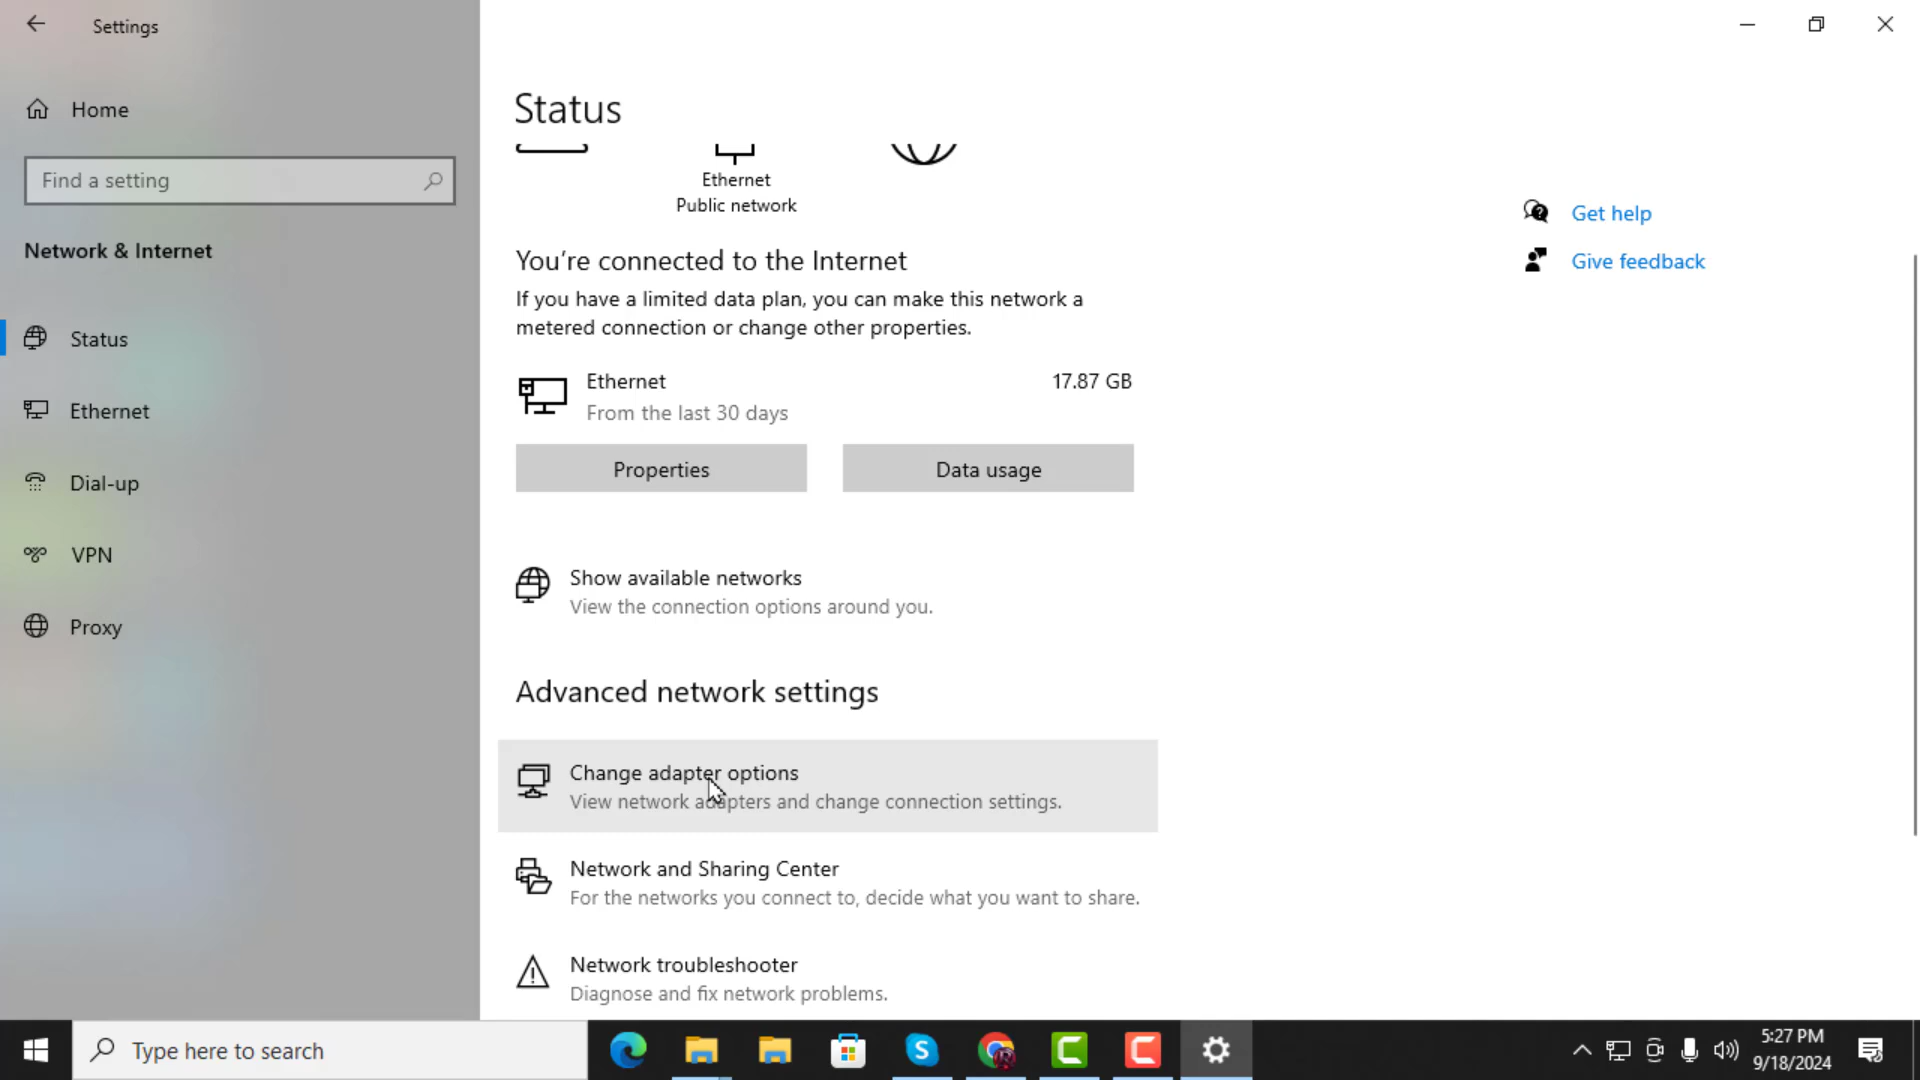 Settings
Home
Find a setting
Network & Internet
Status
Ethernet
Dial-up
VPN
Proxy
Status
Ethernet
Public network
You're connected to the Internet
If you have a limited data plan, you can make this network a
metered connection or change other properties.
Ethernet
17.87 GB
From the last 30 days
Properties
Data usage
Show available networks
View the connection options around you.
Advanced network settings
Change adapter options
View network adapters and change connection settings.
Network and Sharing Center
For the networks you connect to, decide what you want to share.
Network troubleshooter
Diagnose and fix network problems.
Get help
Give feedback
Type here to search
5:27 PM
9/18/2024